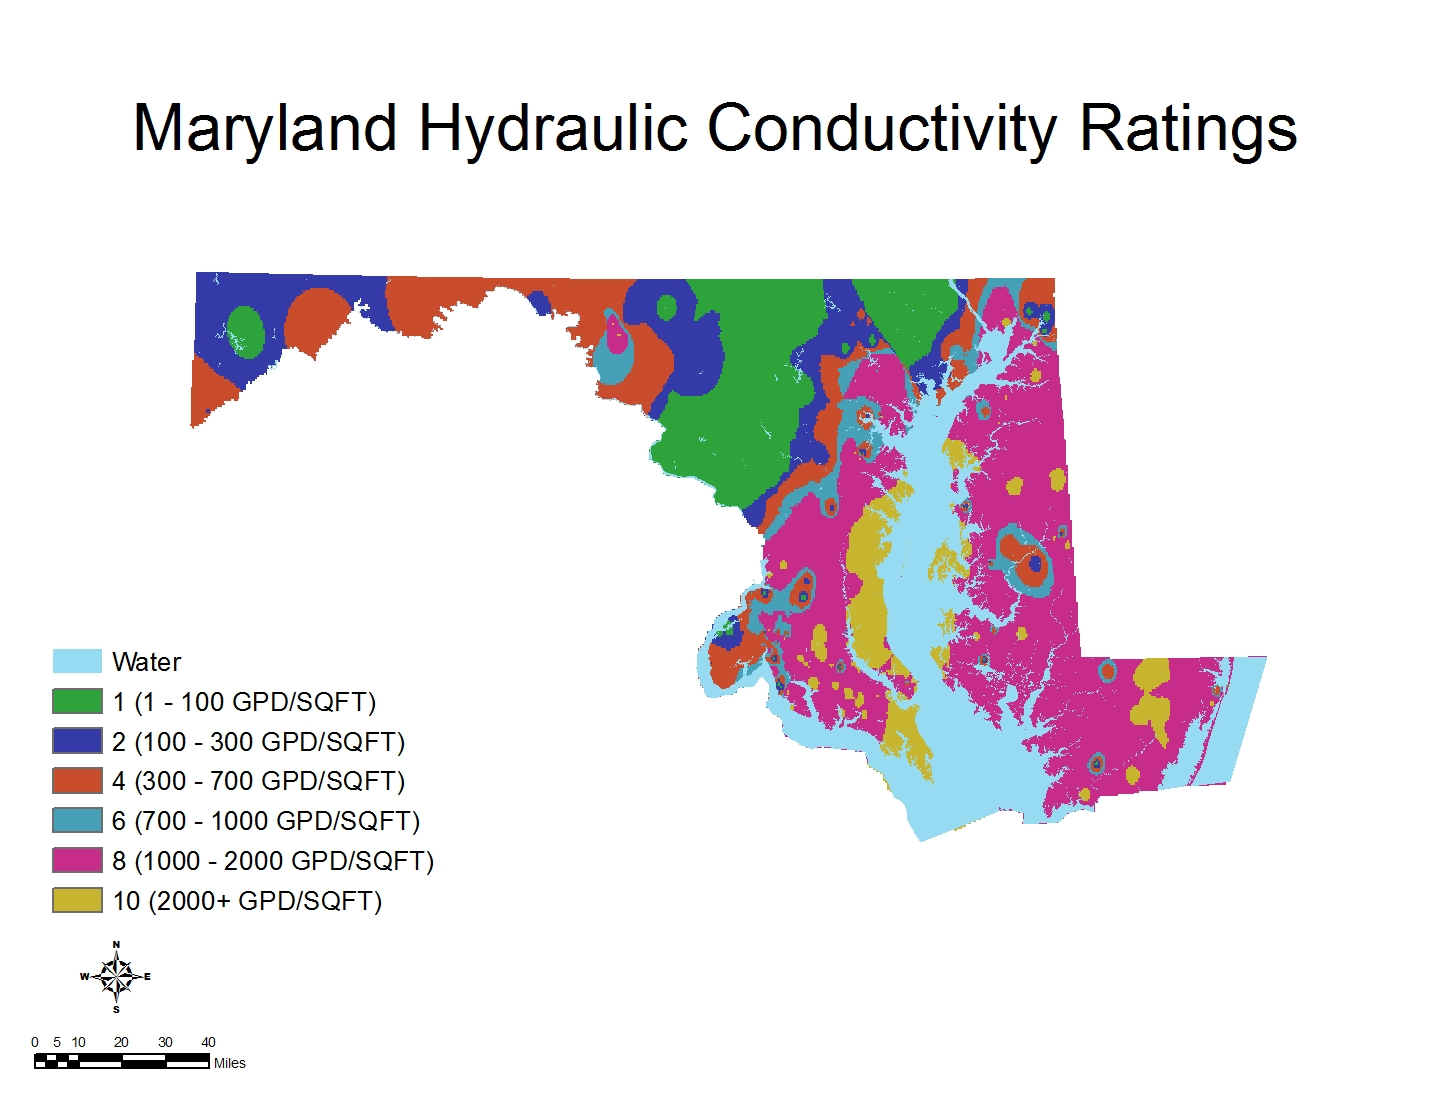 Maryland Hydraulic Conductivity Ratings
Water
1 (1 - 100 GPD/SQFT)
2 (100 - 300 GPD/SQFT)
4 (300 - 700 GPD/SQFT)
6 (700 - 1000 GPD/SQFT)
8 (1000 - 2000 GPD/SQFT)
10 (2000+ GPD/SQFT)
N
W E
S
0 5 10 20 30 40
Miles